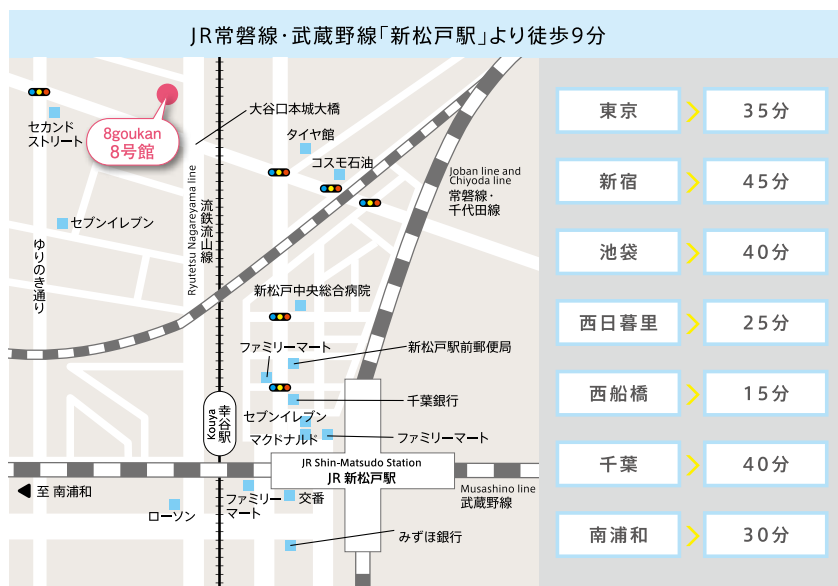 JR常磐線・武蔵野線「新松戸駅」より徒歩9分
セカンド
ストリート
8goukan
8号館
大谷口本城大橋
タイヤ館
コスモ石油
Joban line and
Chiyoda line
常磐線・
千代田線
Ryutetsu Nagareyama line
流鉄流山線
セブンイレブン
ゆりのき通り
新松戸中央総合病院
ファミリーマート
新松戸駅前郵便局
千葉銀行
セブンイレブン
マクドナルド
ファミリーマート
Kouya
幸谷駅
JR Shin-Matsudo Station
JR 新松戸駅
Musashino line
武蔵野線
至 南浦和
ローソン
ファミリー
マート
交番
みずほ銀行
東京 > 35分
新宿 > 45分
池袋 > 40分
西日暮里 > 25分
西船橋 > 15分
千葉 > 40分
南浦和 > 30分